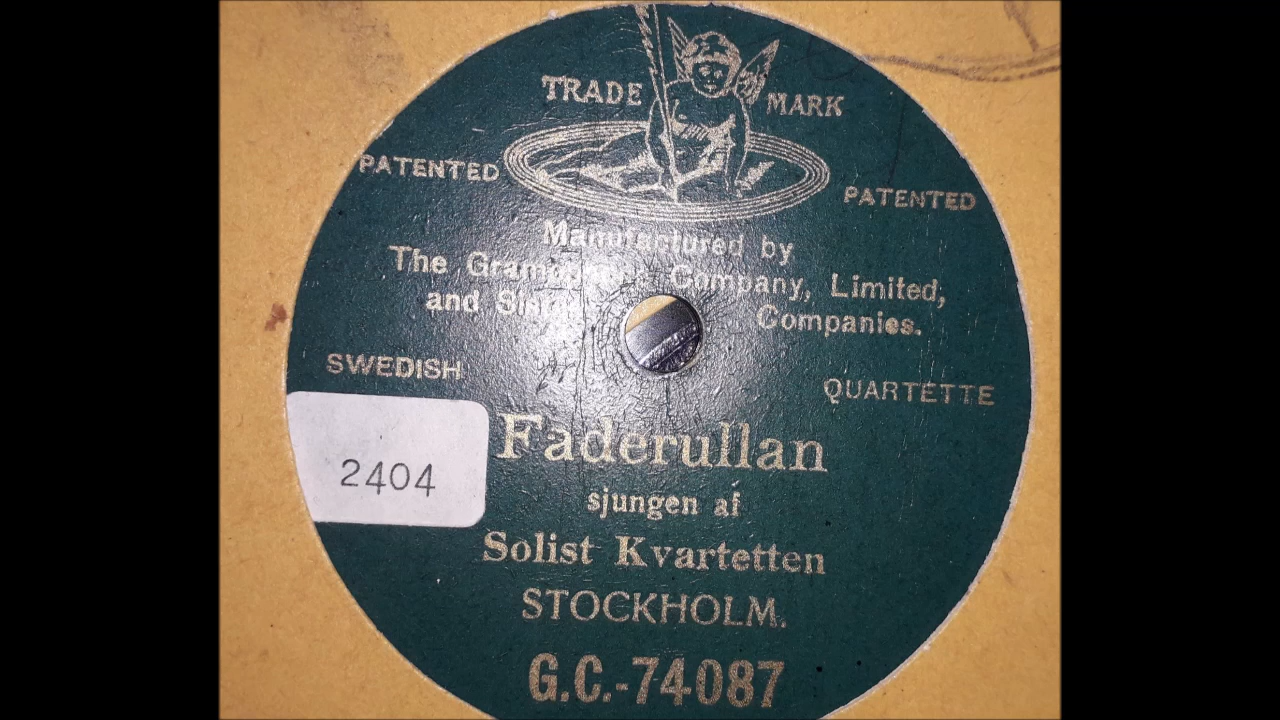 TRADE MARK
PATENTED PATENTED
Manufactured by
The Company, Limited,
and Companies.
SWEDISH QUARTETTE
Faderullan
2404
sjungen af
Solist Kvartetten
STOCKHOLM.
G.C.-74087